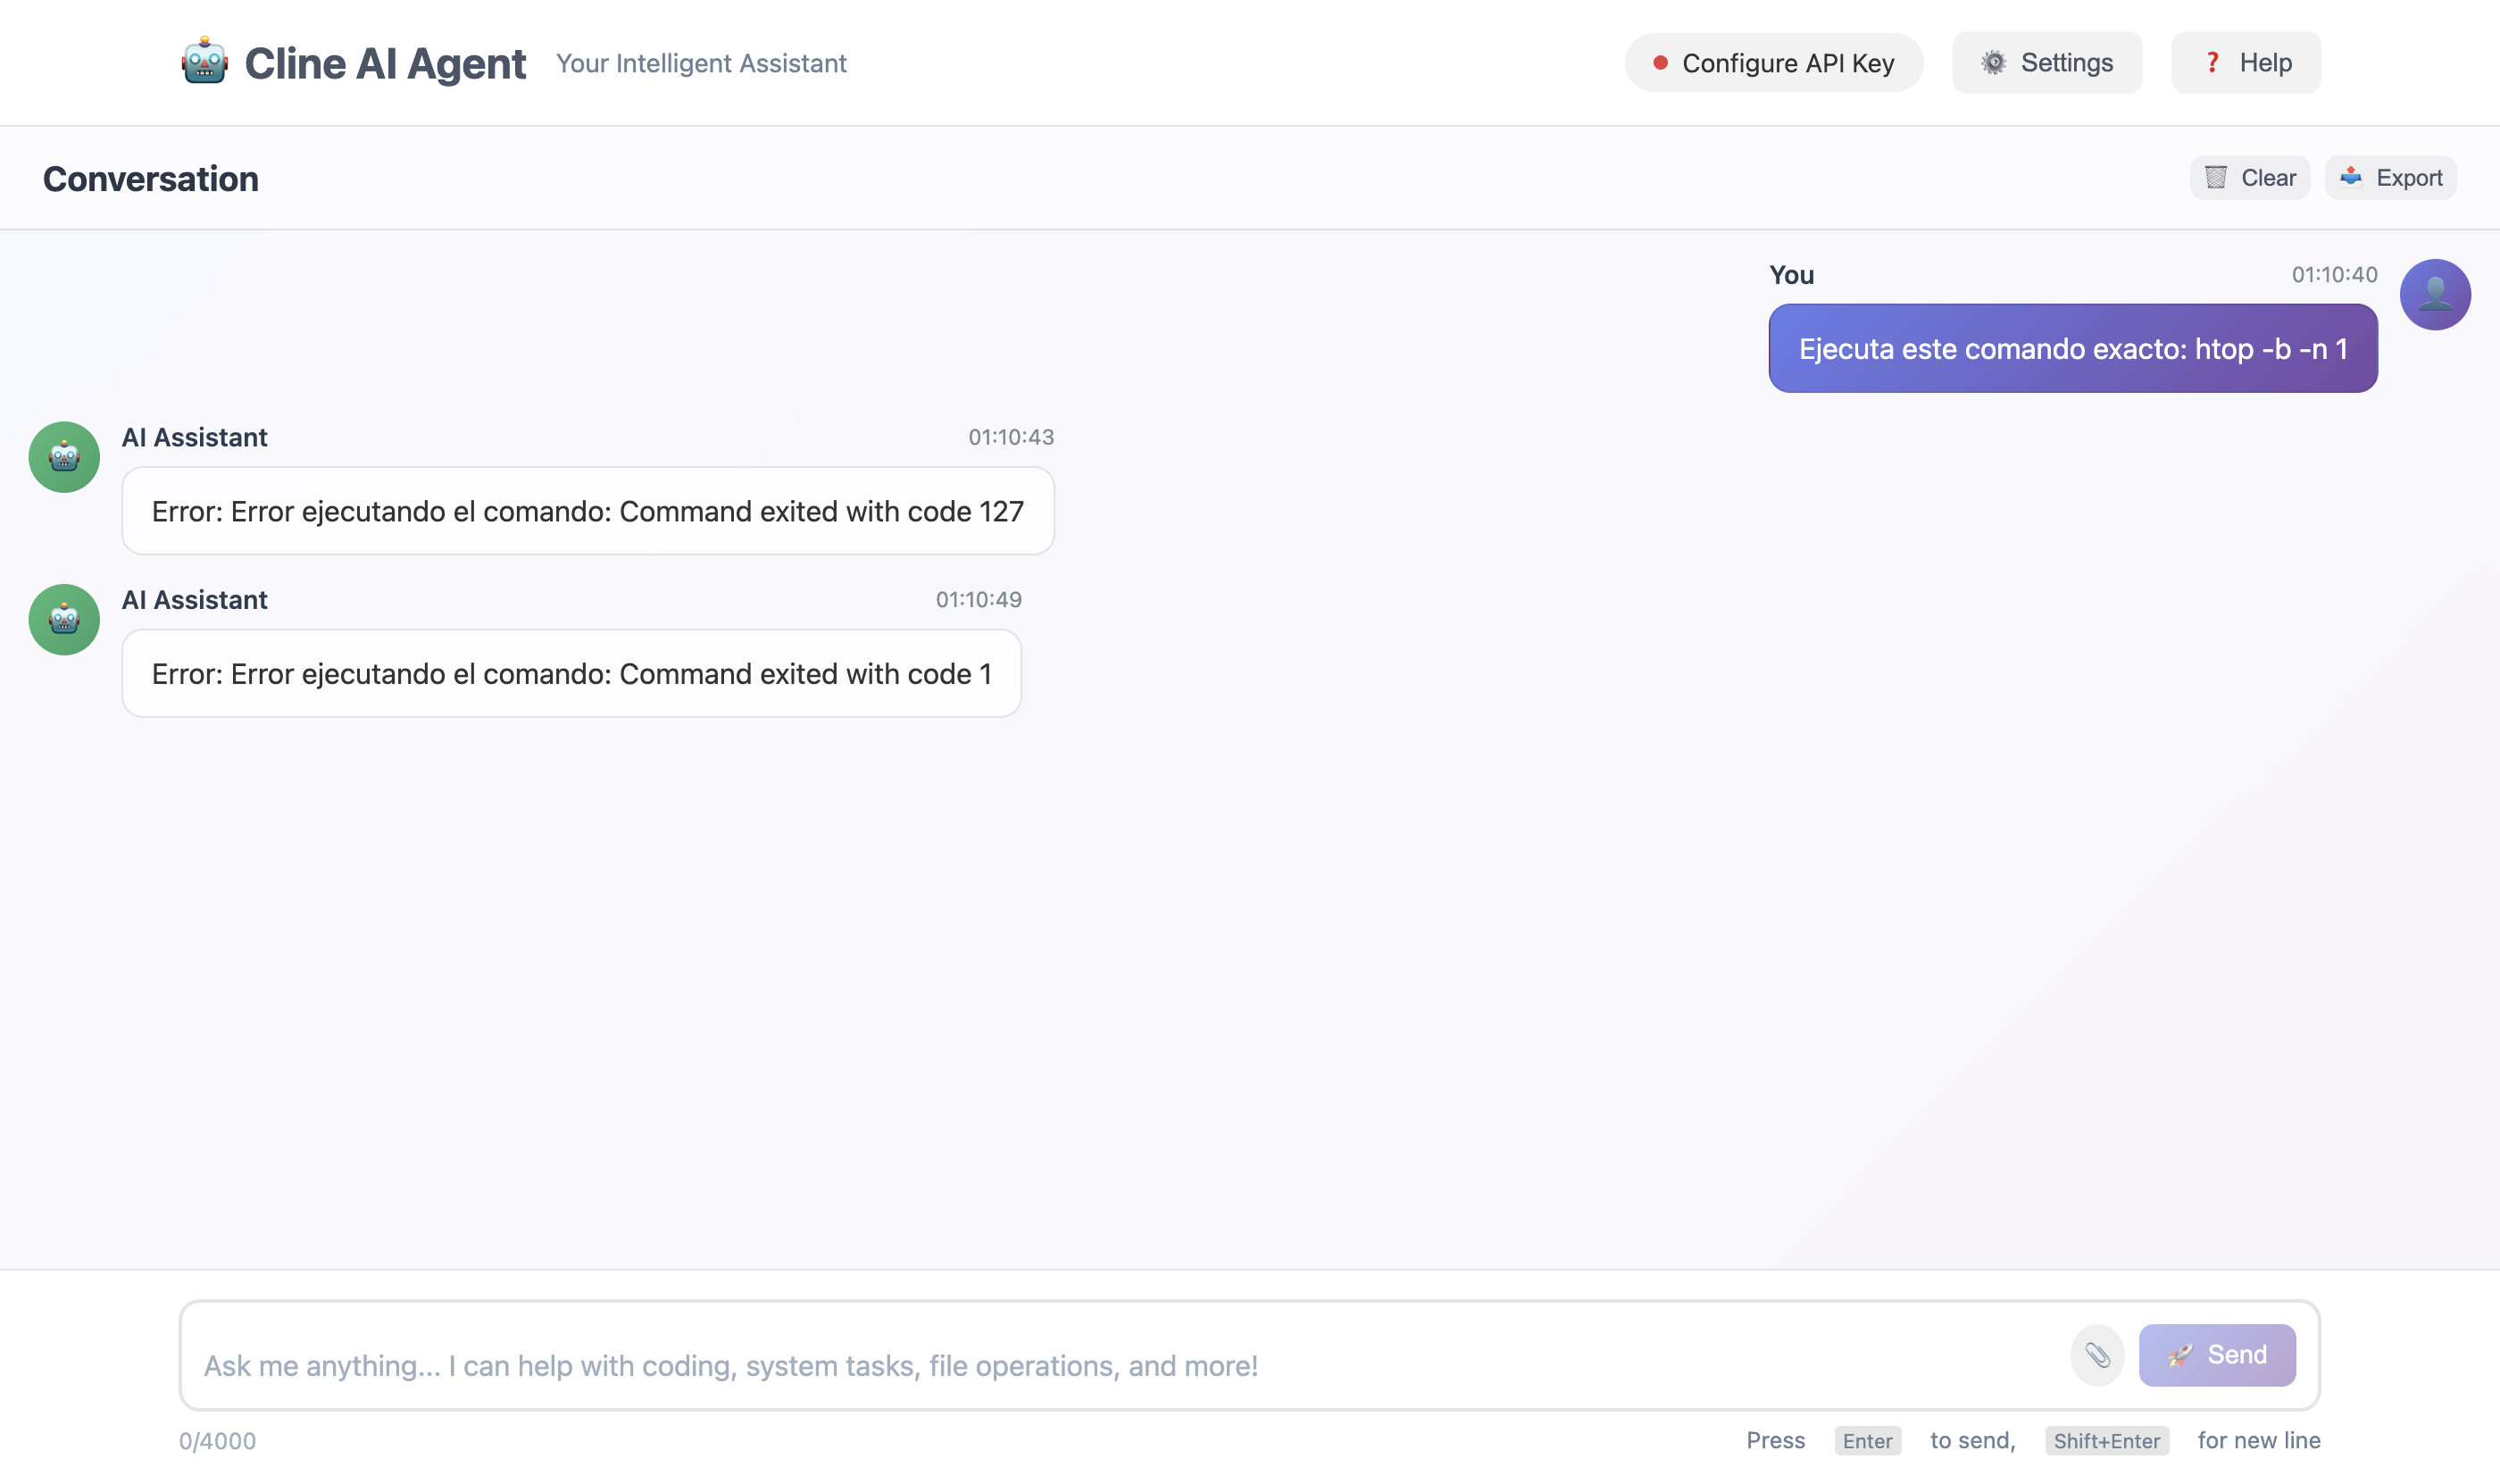 Cline AI Agent
Your Intelligent Assistant
Configure API Key
Settings
Help
Conversation
Clear
Export
You
01:10:40
Ejecuta este comando exacto: htop -b -n 1
AI Assistant
01:10:43
Error: Error ejecutando el comando: Command exited with code 127
AI Assistant
01:10:49
Error: Error ejecutando el comando: Command exited with code 1
Ask me anything... I can help with coding, system tasks, file operations, and more!
Send
0/4000
Press Enter to send, Shift+Enter for new line